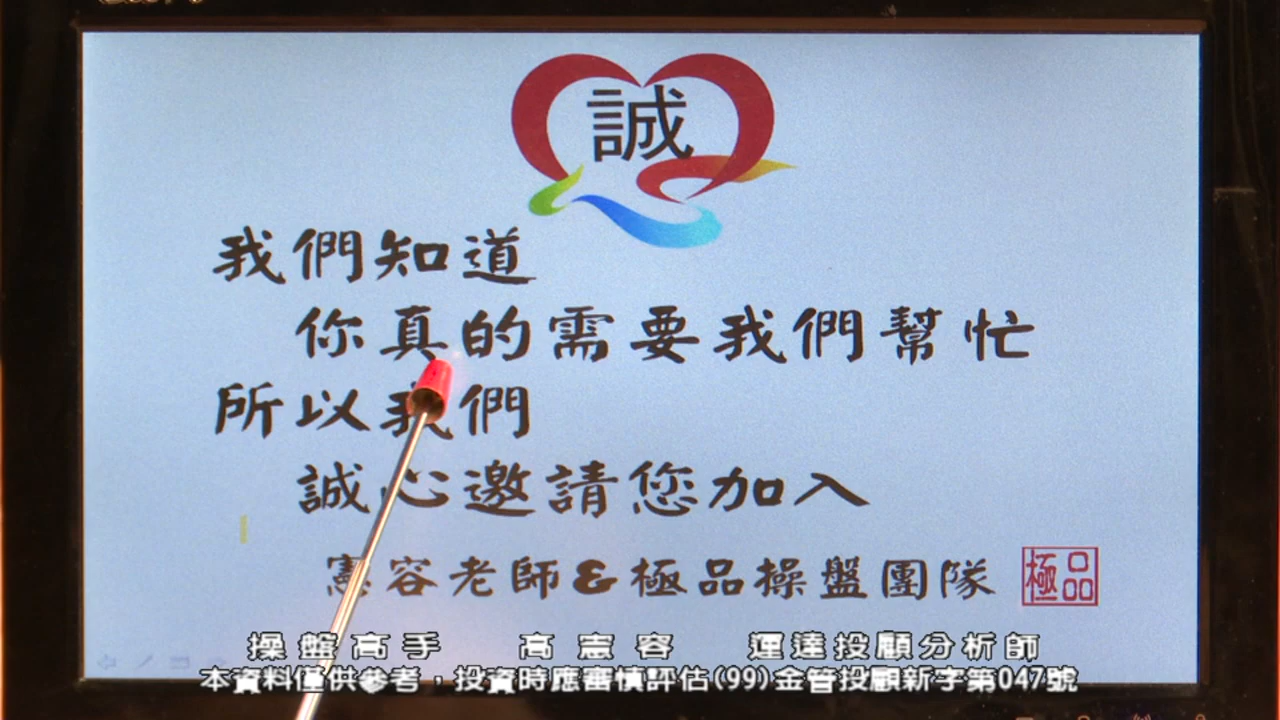 誠
我們知道
你真的需要我們幫忙
所以我們
誠心邀請您加入
憲容老師&極品操盤團隊 極品
操盤高手 高憲容 運達投顧分析師
本資料僅供參考，投資時應審慎評估(99)金管投顧新字第047號